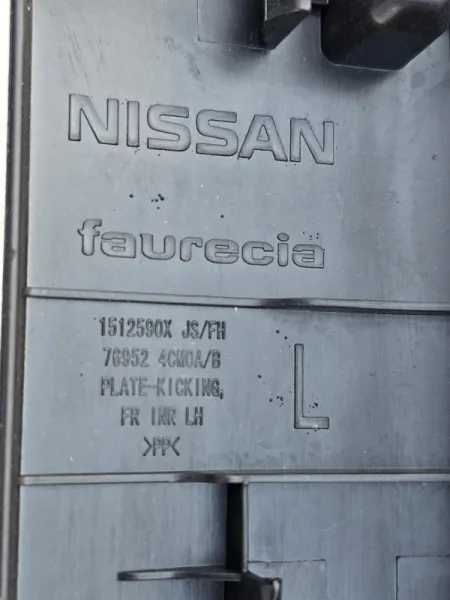 NISSAN
faurecia
1512590X JS/FH
76952 4CM0A/B
PLATE-KICKING,
FR INR LH
>PP<
L